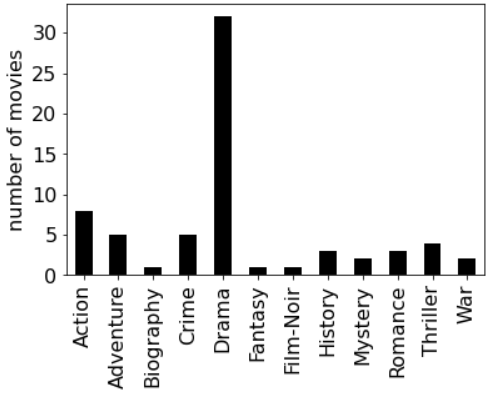 number of movies
30
25
20
15
10
5
0
Action
Adventure
Biography
Crime
Drama
Fantasy
Film-Noir
History
Mystery
Romance
Thriller
War